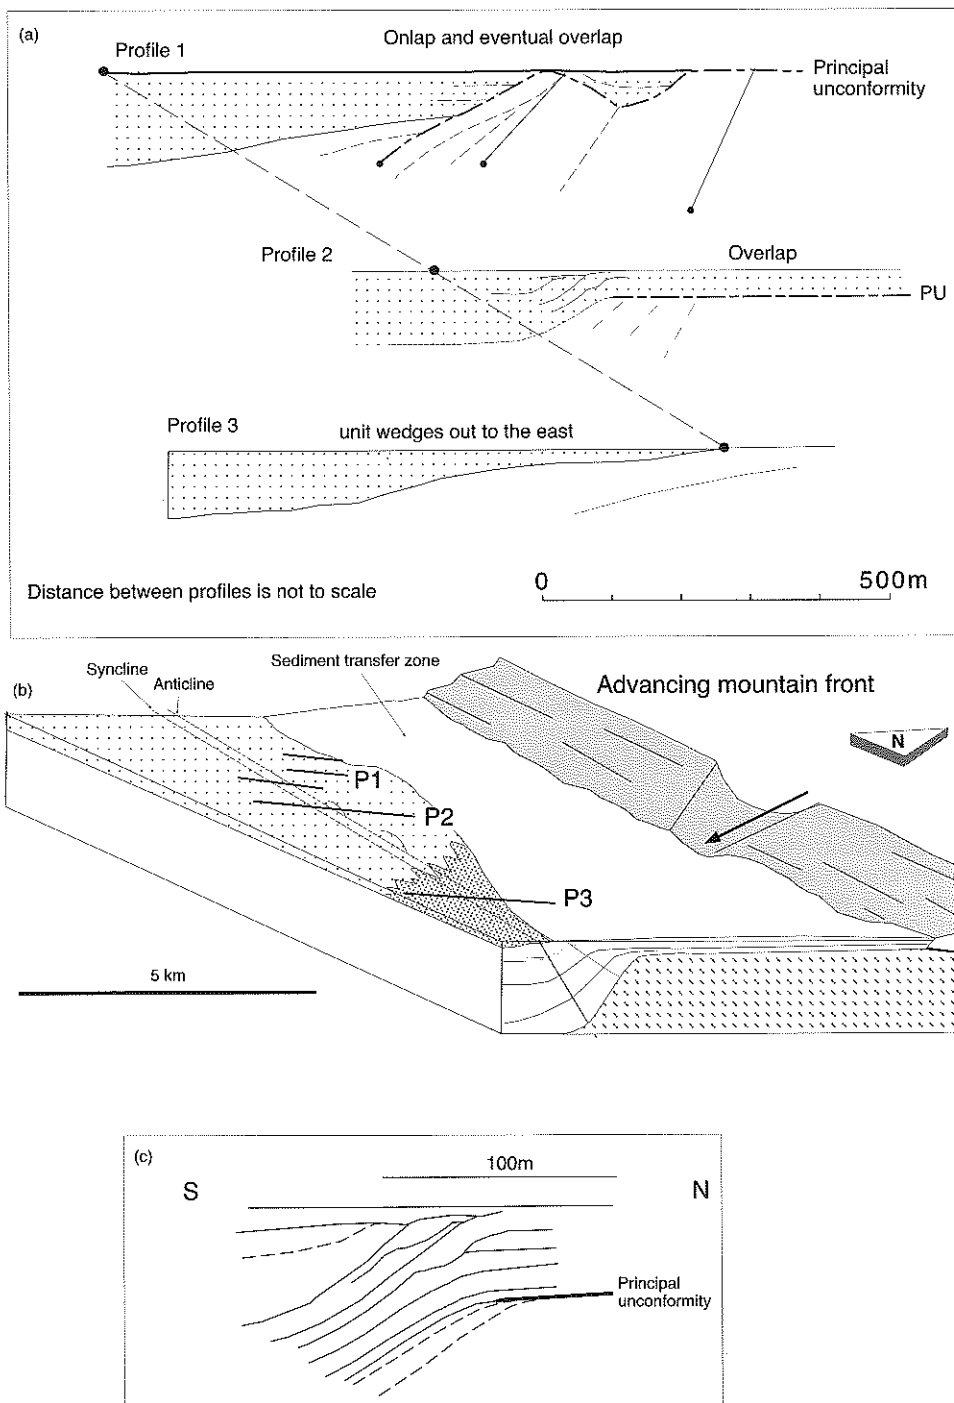 (a)
Profile 1
Onlap and eventual overlap
Principal
unconformity
Profile 2
Overlap
PU
Profile 3
unit wedges out to the east
Distance between profiles is not to scale
0
500m
(b)
Syncline
Anticline
Sediment transfer zone
Advancing mountain front
N
P1
P2
P3
5 km
(c)
100m
S
N
Principal
unconformity